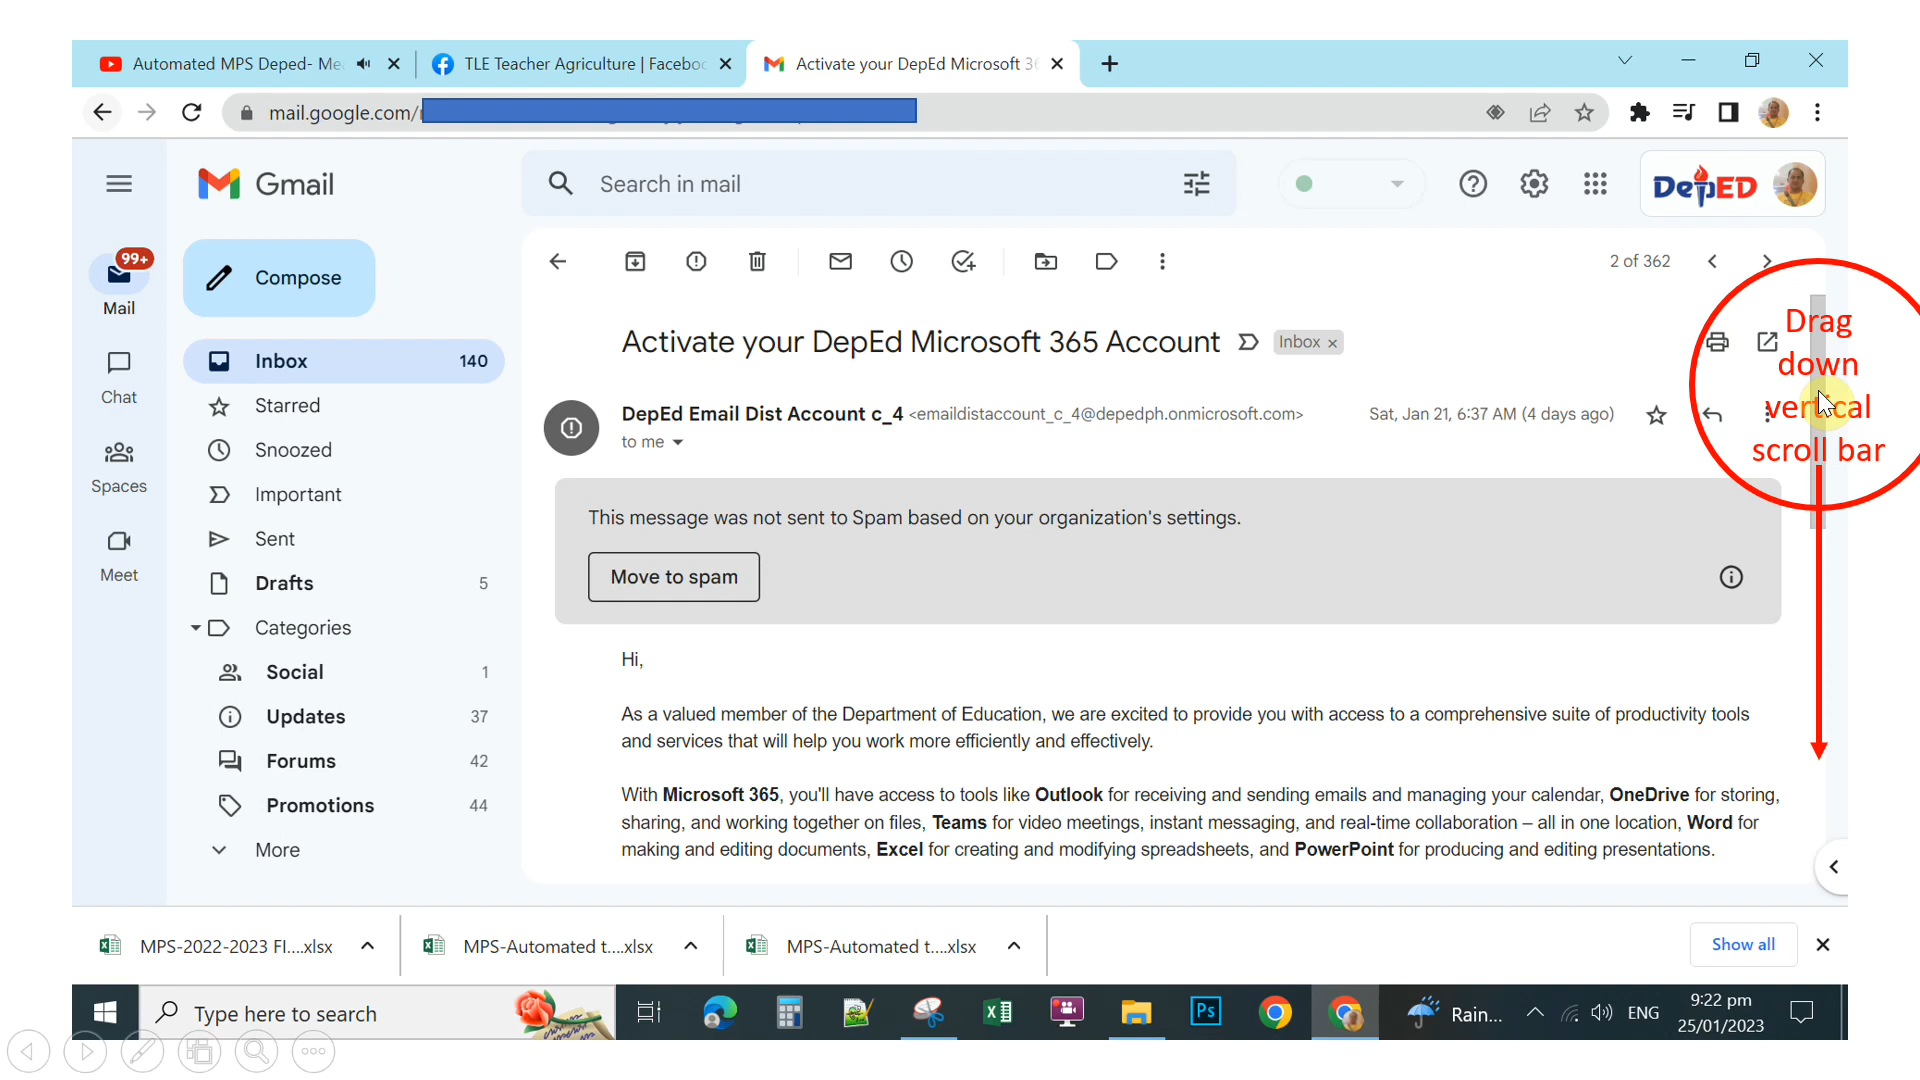 Automated MPS Deped- Me
TLE Teacher Agriculture | Faceboo
Activate your DepEd Microsoft 36
mail.google.com/
Gmail
Search in mail
DepED
99+
Mail
Compose
2 of 362
Chat
Spaces
Meet
Inbox 140
Starred
Snoozed
Important
Sent
Drafts 5
Categories
Social 1
Updates 37
Forums 42
Promotions 44
More
Activate your DepEd Microsoft 365 Account
Inbox ×
Drag
down
vertical
scroll bar
DepEd Email Dist Account c_4 <emaildistaccount_c_4@depedph.onmicrosoft.com>
Sat, Jan 21, 6:37 AM (4 days ago)
to me
This message was not sent to Spam based on your organization's settings.
Move to spam
Hi,
As a valued member of the Department of Education, we are excited to provide you with access to a comprehensive suite of productivity tools
and services that will help you work more efficiently and effectively.
With Microsoft 365, you'll have access to tools like Outlook for receiving and sending emails and managing your calendar, OneDrive for storing,
sharing, and working together on files, Teams for video meetings, instant messaging, and real-time collaboration – all in one location, Word for
making and editing documents, Excel for creating and modifying spreadsheets, and PowerPoint for producing and editing presentations.
MPS-2022-2023 FI....xlsx
MPS-Automated t....xlsx
MPS-Automated t....xlsx
Show all
Type here to search
Ps
Rain...
ENG
9:22 pm
25/01/2023